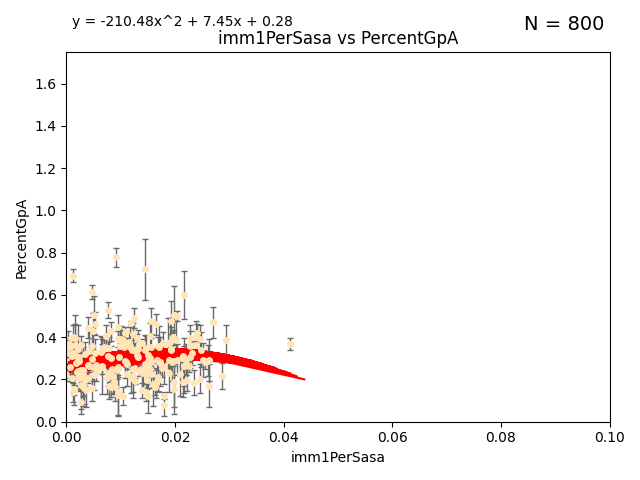 y = -210.48x^2 + 7.45x + 0.28
N = 800
imm1PerSasa vs PercentGpA
PercentGpA
1.6
1.4
1.2
1.0
0.8
0.6
0.4
0.2
0.0
0.00 0.02 0.04 0.06 0.08 0.10
imm1PerSasa